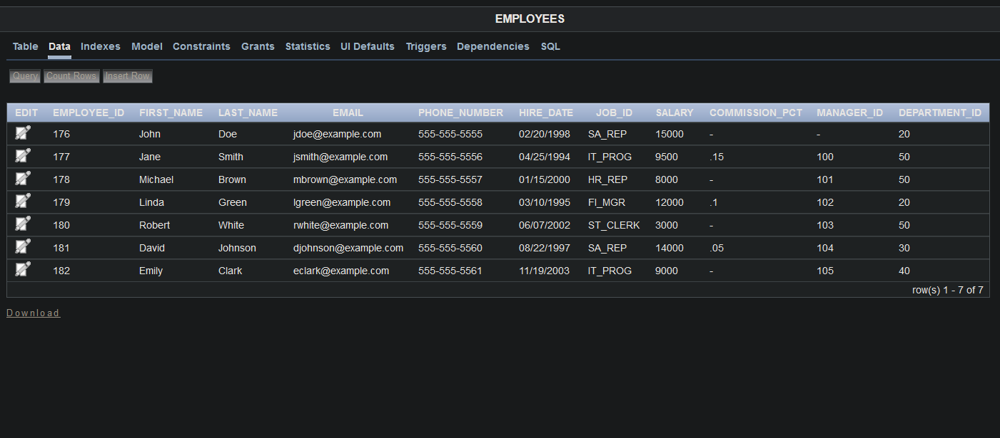 EMPLOYEES
Table Data Indexes Model Constraints Grants Statistics UI Defaults Triggers Dependencies SQL
Query Count Rows Insert Row
EDIT EMPLOYEE_ID FIRST_NAME LAST_NAME EMAIL PHONE_NUMBER HIRE_DATE JOB_ID SALARY COMMISSION_PCT MANAGER_ID DEPARTMENT_ID
176 John Doe jdoe@example.com 555-555-5555 02/20/1998 SA_REP 15000 - - 20
177 Jane Smith jsmith@example.com 555-555-5556 04/25/1994 IT_PROG 9500 .15 100 50
178 Michael Brown mbrown@example.com 555-555-5557 01/15/2000 HR_REP 8000 - 101 50
179 Linda Green lgreen@example.com 555-555-5558 03/10/1995 FI_MGR 12000 .1 102 20
180 Robert White rwhite@example.com 555-555-5559 06/07/2002 ST_CLERK 3000 - 103 50
181 David Johnson djohnson@example.com 555-555-5560 08/22/1997 SA_REP 14000 .05 104 30
182 Emily Clark eclark@example.com 555-555-5561 11/19/2003 IT_PROG 9000 - 105 40
row(s) 1 - 7 of 7
Download